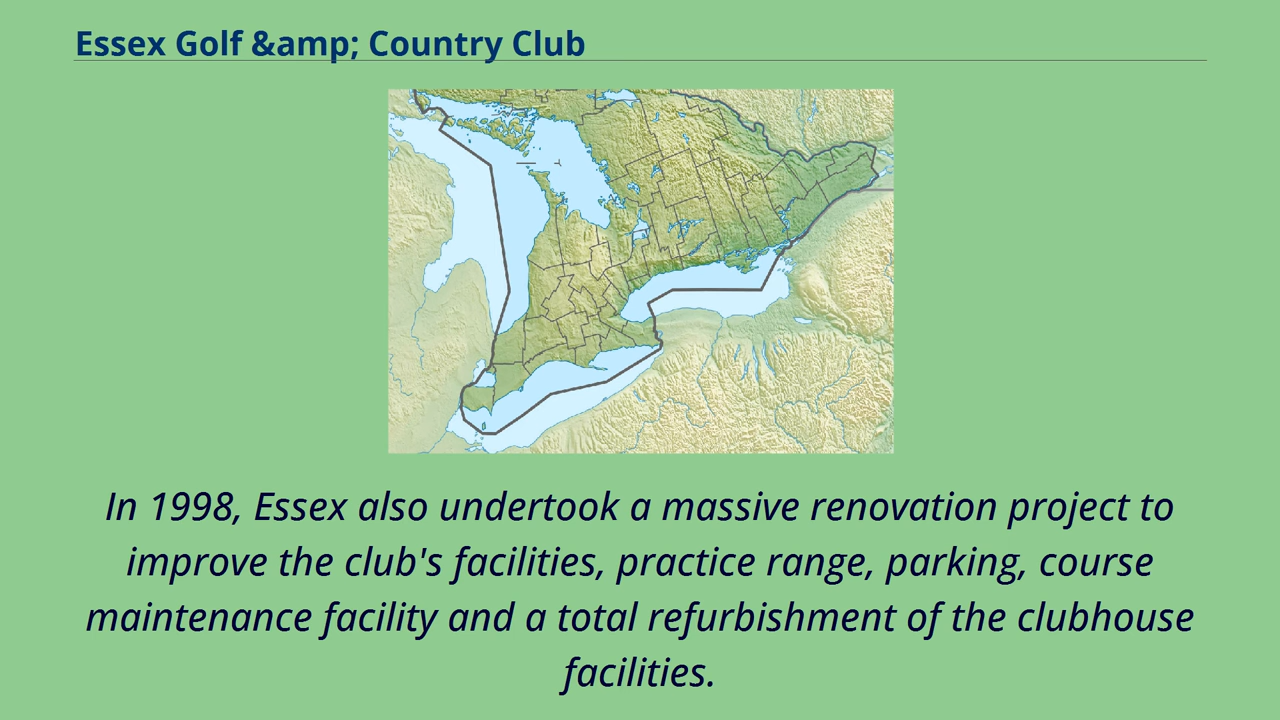 Essex Golf &amp; Country Club
In 1998, Essex also undertook a massive renovation project to
improve the club's facilities, practice range, parking, course
maintenance facility and a total refurbishment of the clubhouse
facilities.